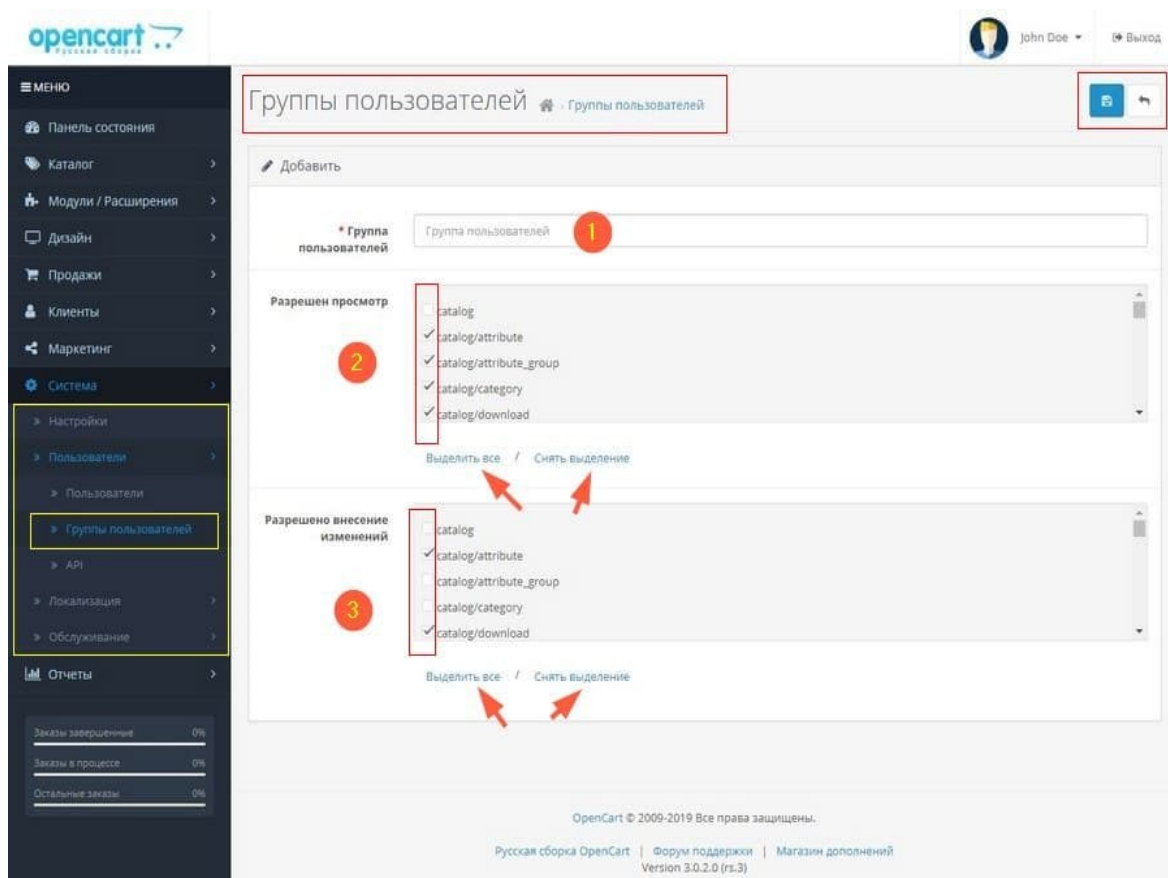 opencart
Русская сборка
John Doe
Выход
МЕНЮ
Панель состояния
Каталог
Модули / Расширения
Дизайн
Продажи
Клиенты
Маркетинг
Система
Настройки
Пользователи
Пользователи
Группы пользователей
API
Локализация
Обслуживание
Отчеты
Заказы завершенные 0%
Заказы в процессе 0%
Остальные заказы 0%
Группы пользователей › Группы пользователей
Добавить
* Группа
пользователей
Группа пользователей 1
Разрешен просмотр
2
catalog
catalog/attribute
catalog/attribute_group
catalog/category
catalog/download
Выделить все / Снять выделение
Разрешено внесение
изменений
3
catalog
catalog/attribute
catalog/attribute_group
catalog/category
catalog/download
Выделить все / Снять выделение
OpenCart © 2009-2019 Все права защищены.
Русская сборка OpenCart | Форум поддержки | Магазин дополнений
Version 3.0.2.0 (rs.3)